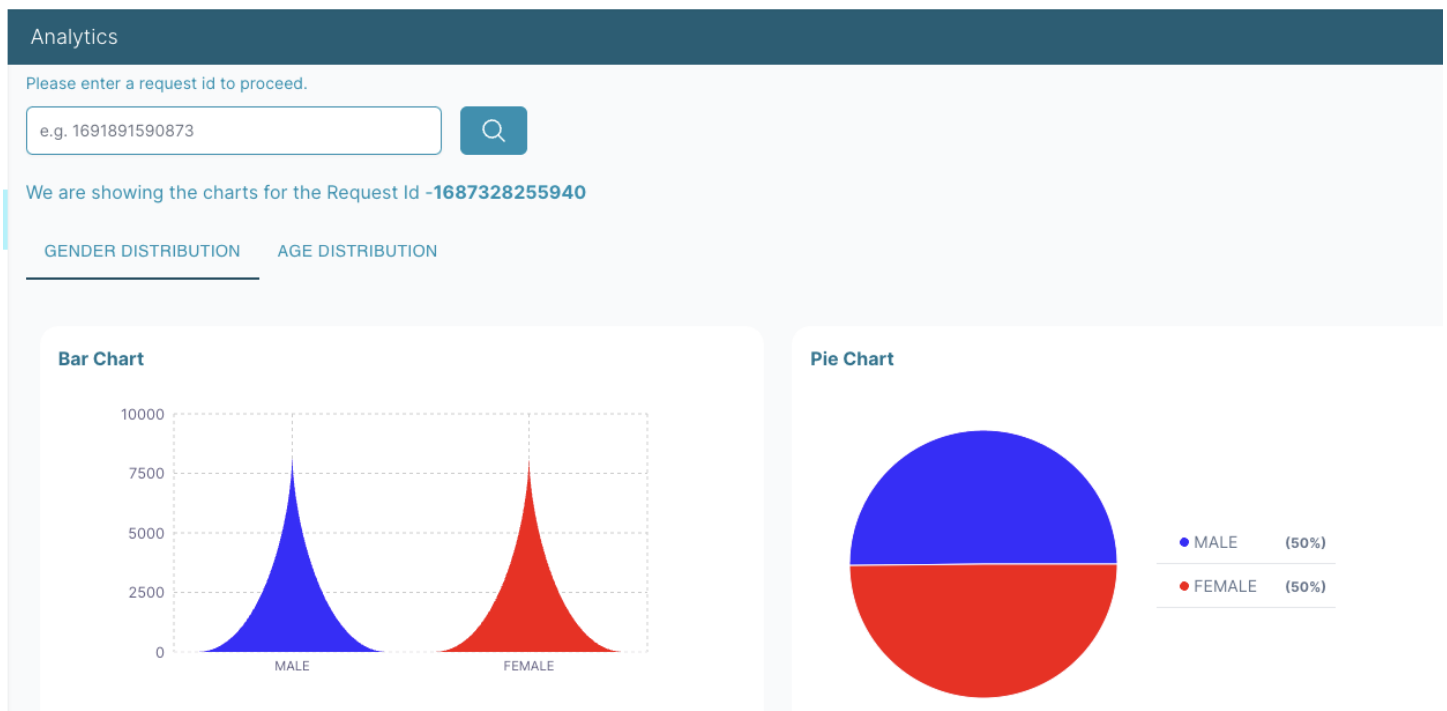 Analytics
Please enter a request id to proceed.
e.g. 1691891590873
We are showing the charts for the Request Id -1687328255940
GENDER DISTRIBUTION AGE DISTRIBUTION
Bar Chart
10000
7500
5000
2500
0
MALE FEMALE
Pie Chart
MALE (50%)
FEMALE (50%)